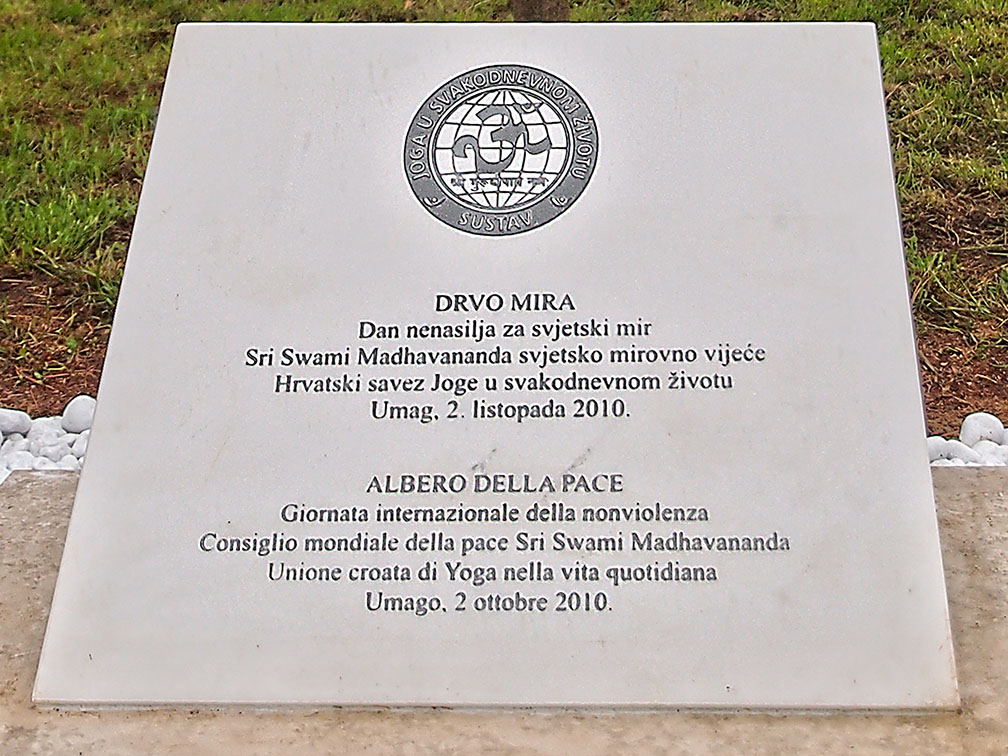 JOGA U SVAKODNEVNOM ŽIVOTU
SUSTAV
DRVO MIRA
Dan nenasilja za svjetski mir
Sri Swami Madhavananda svjetsko mirovno vijeće
Hrvatski savez Joge u svakodnevnom životu
Umag, 2. listopada 2010.
ALBERO DELLA PACE
Giornata internazionale della nonviolenza
Consiglio mondiale della pace Sri Swami Madhavananda
Unione croata di Yoga nella vita quotidiana
Umago, 2 ottobre 2010.